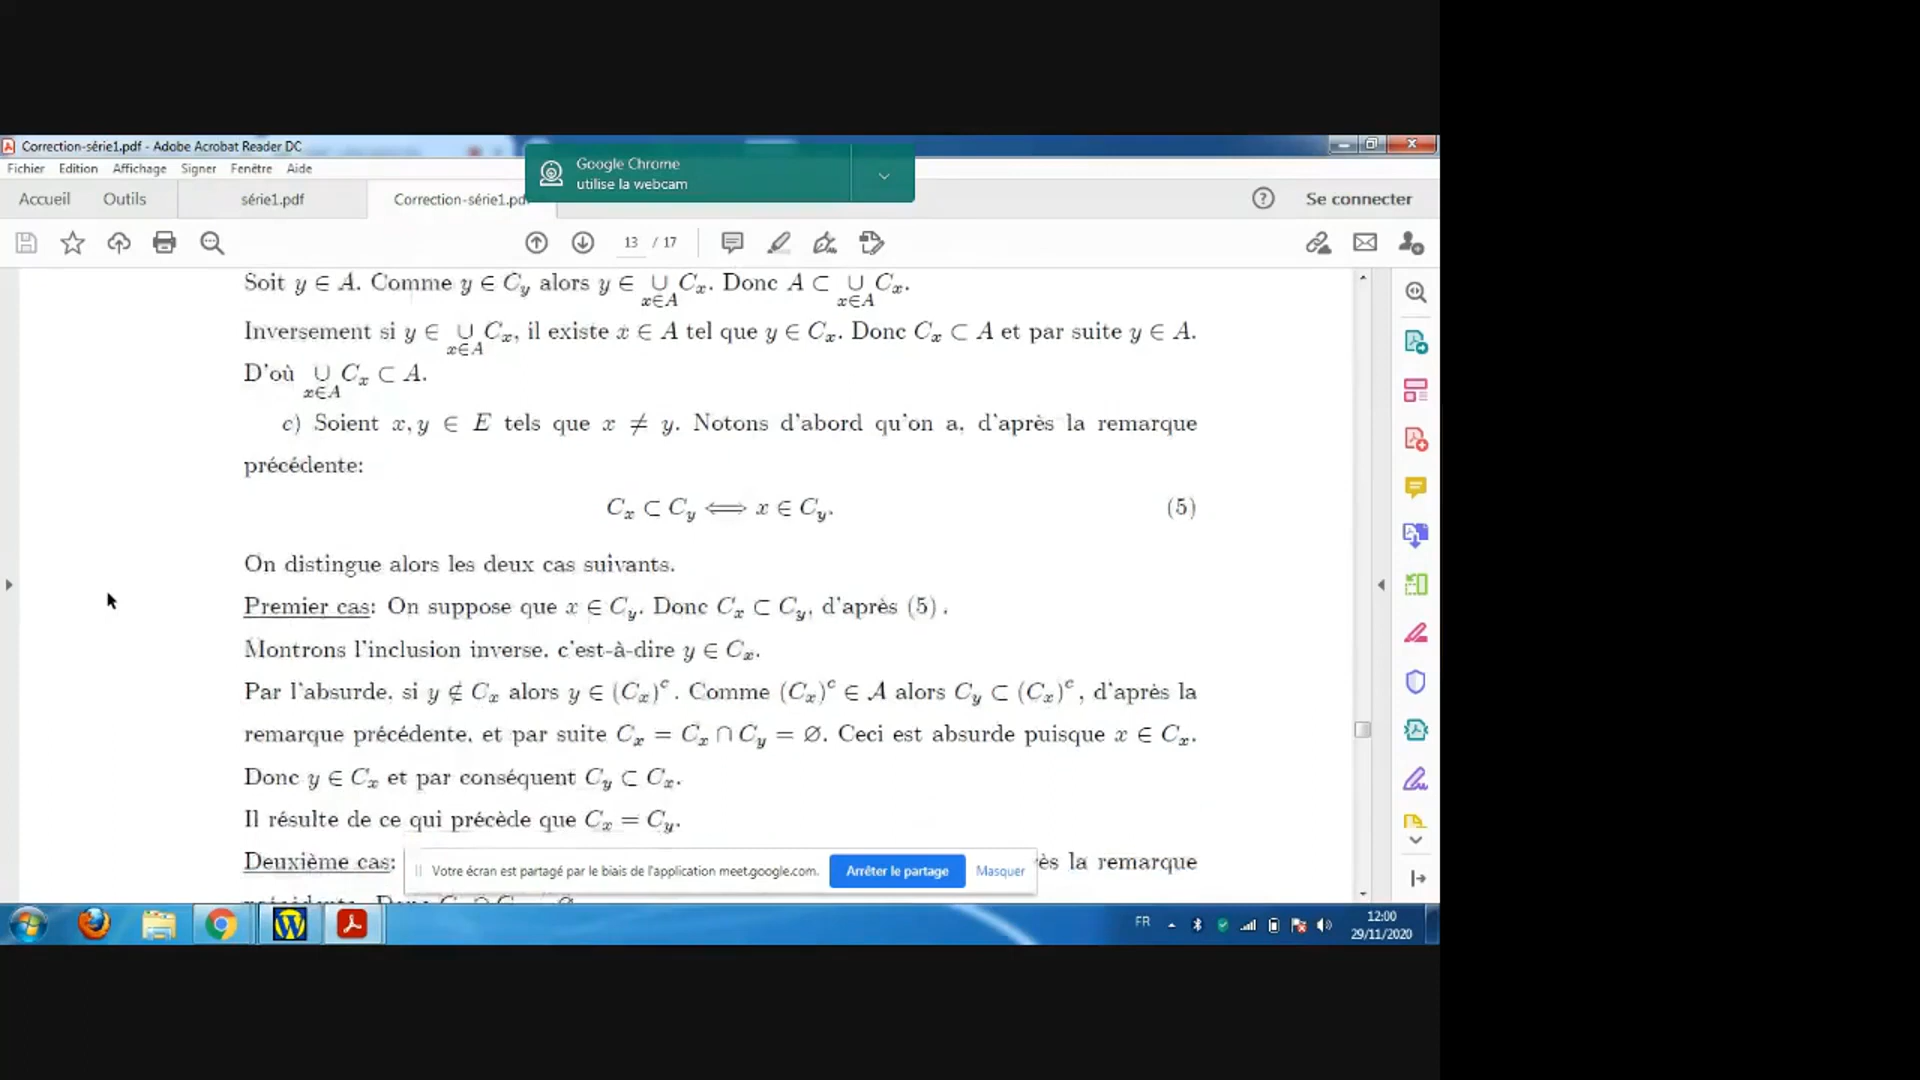 Correction-série1.pdf - Adobe Acrobat Reader DC
Fichier Edition Affichage Signer Fenêtre Aide
Google Chrome
utilise la webcam
Accueil Outils série1.pdf Correction-série1.pd Se connecter
13 / 17
Soit y ∈ A. Comme y ∈ C_y alors y ∈ ∪_{x∈A} C_x. Donc A ⊂ ∪_{x∈A} C_x.
Inversement si y ∈ ∪_{x∈A} C_x, il existe x ∈ A tel que y ∈ C_x. Donc C_x ⊂ A et par suite y ∈ A.
D'où ∪_{x∈A} C_x ⊂ A.
c) Soient x, y ∈ E tels que x ≠ y. Notons d'abord qu'on a, d'après la remarque
précédente:
C_x ⊂ C_y ⟺ x ∈ C_y. (5)
On distingue alors les deux cas suivants.
Premier cas: On suppose que x ∈ C_y. Donc C_x ⊂ C_y, d'après (5) .
Montrons l'inclusion inverse, c'est-à-dire y ∈ C_x.
Par l'absurde, si y ∉ C_x alors y ∈ (C_x)^c . Comme (C_x)^c ∈ A alors C_y ⊂ (C_x)^c , d'après la
remarque précédente, et par suite C_x = C_x ∩ C_y = ∅. Ceci est absurde puisque x ∈ C_x.
Donc y ∈ C_x et par conséquent C_y ⊂ C_x.
Il résulte de ce qui précède que C_x = C_y.
Deuxième cas: ès la remarque
Votre écran est partagé par le biais de l'application meet.google.com. Arrêter le partage Masquer
FR 12:00
29/11/2020